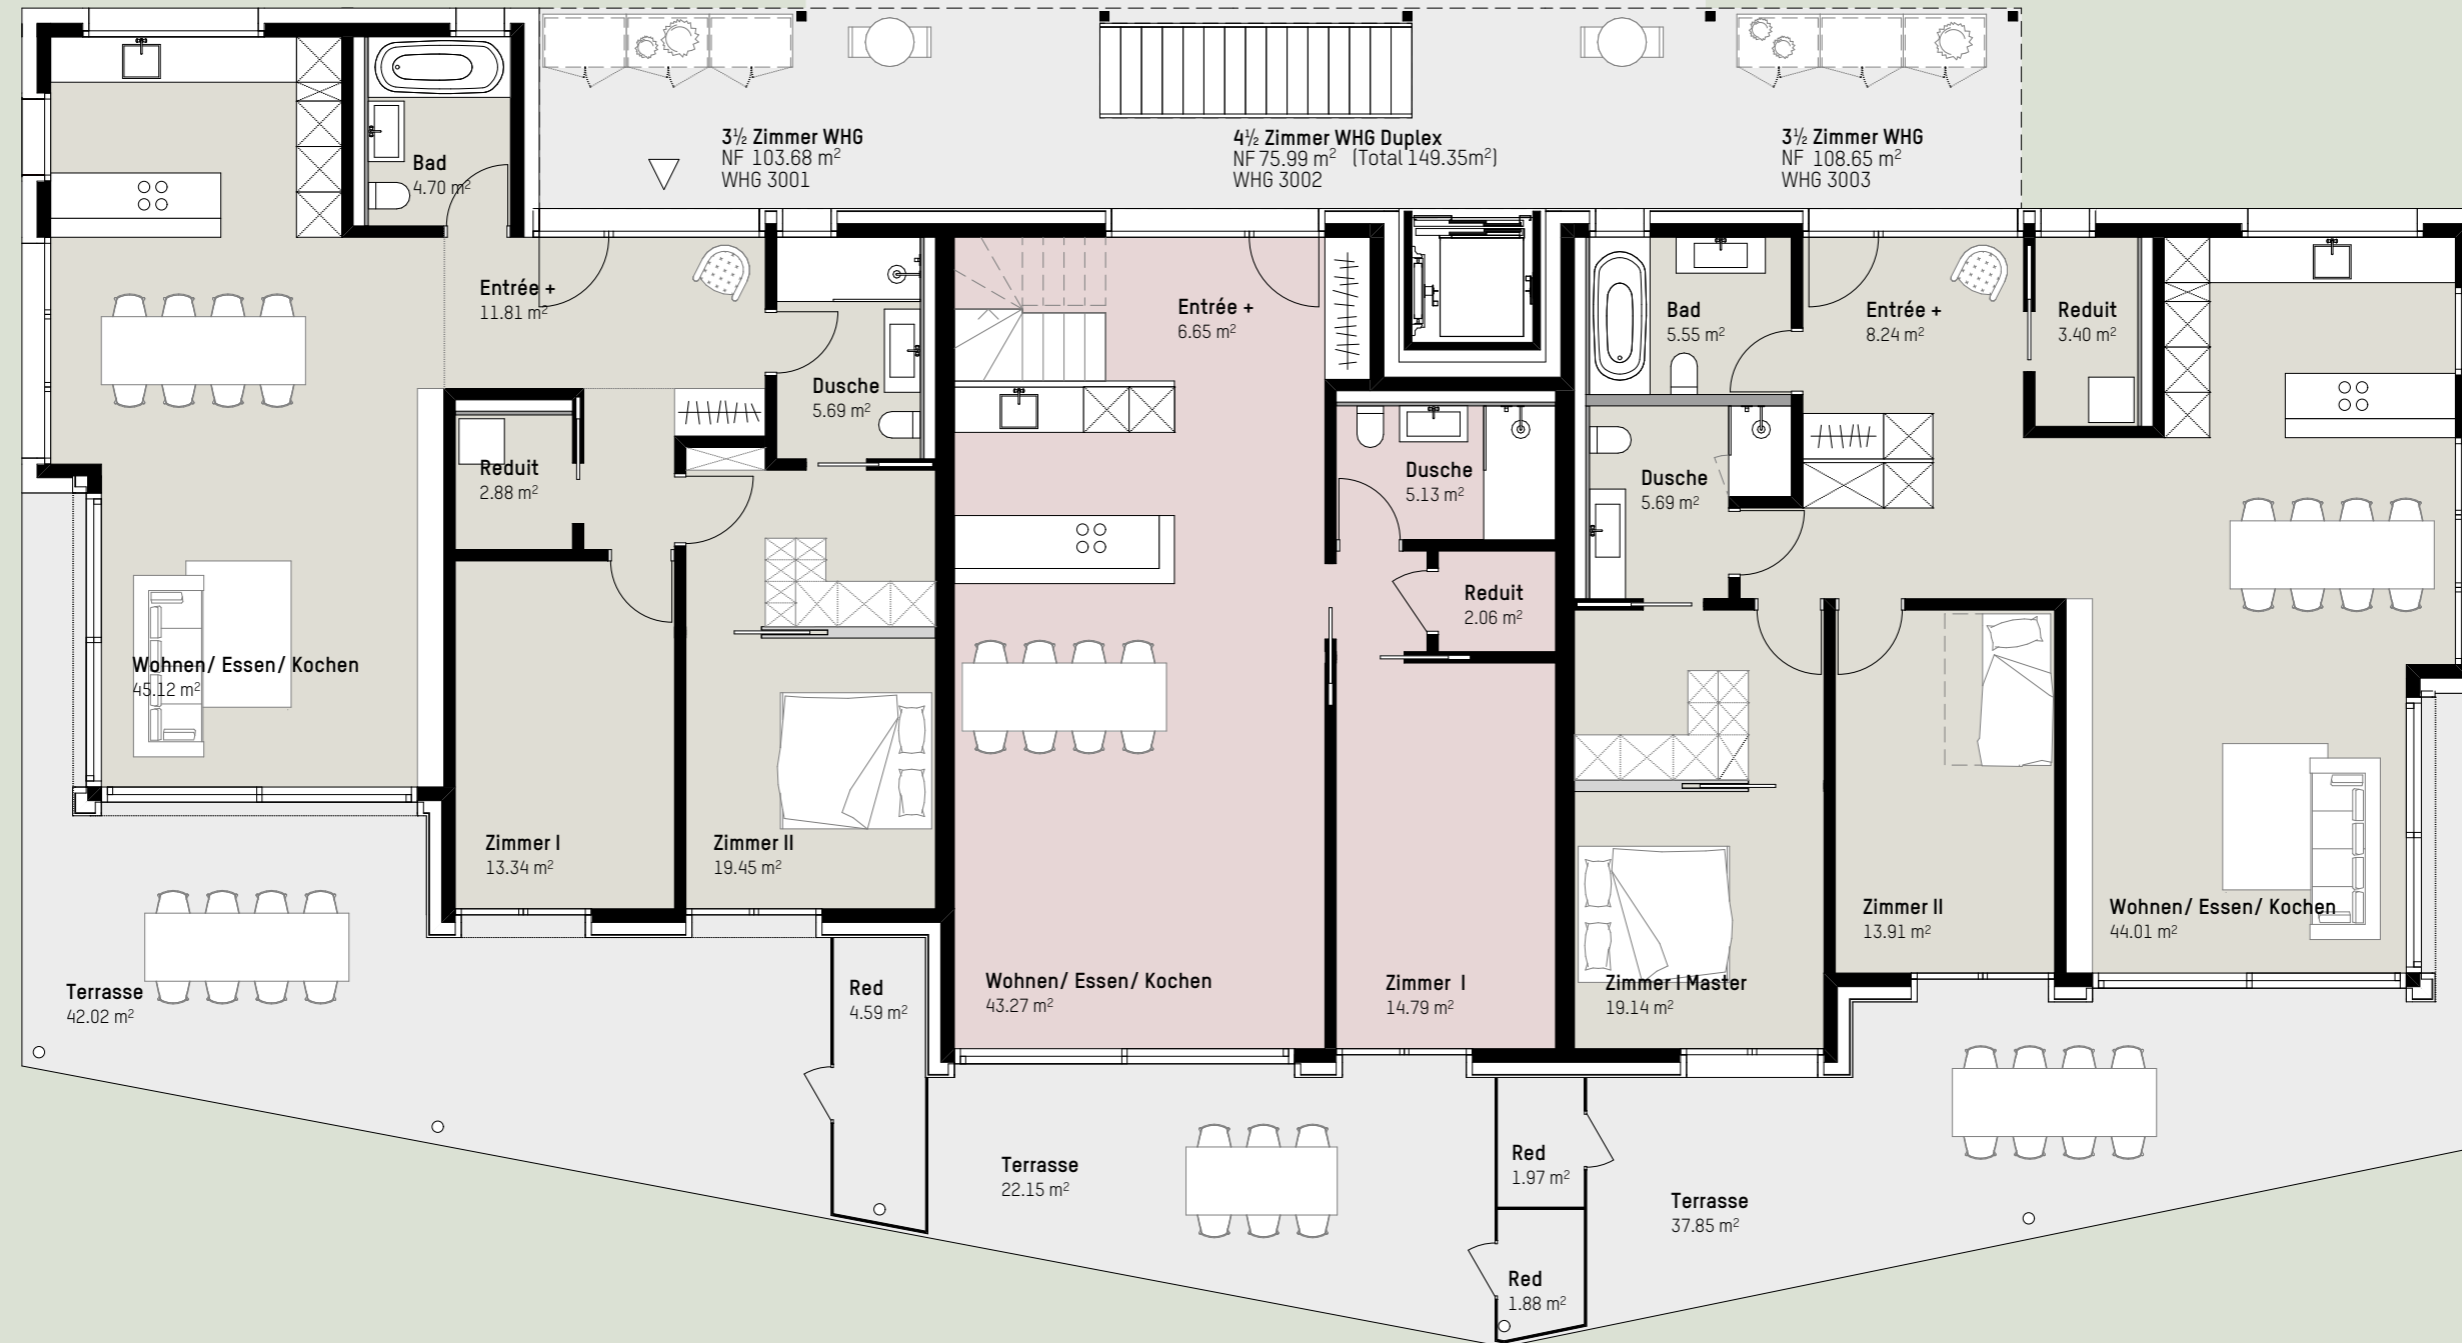 3½ Zimmer WHG
NF 103.68 m²
WHG 3001
4½ Zimmer WHG Duplex
NF 75.99 m² (Total 149.35m²)
WHG 3002
3½ Zimmer WHG
NF 108.65 m²
WHG 3003
Bad
4.70 m²
Entrée +
11.81 m²
Dusche
5.69 m²
Reduit
2.88 m²
Wohnen/ Essen/ Kochen
45.12 m²
Zimmer I
13.34 m²
Zimmer II
19.45 m²
Terrasse
42.02 m²
Red
4.59 m²
Entrée +
6.65 m²
Dusche
5.13 m²
Reduit
2.06 m²
Wohnen/ Essen/ Kochen
43.27 m²
Zimmer I
14.79 m²
Terrasse
22.15 m²
Red
1.97 m²
Red
1.88 m²
Bad
5.55 m²
Entrée +
8.24 m²
Reduit
3.40 m²
Dusche
5.69 m²
Zimmer I Master
19.14 m²
Zimmer II
13.91 m²
Wohnen/ Essen/ Kochen
44.01 m²
Terrasse
37.85 m²